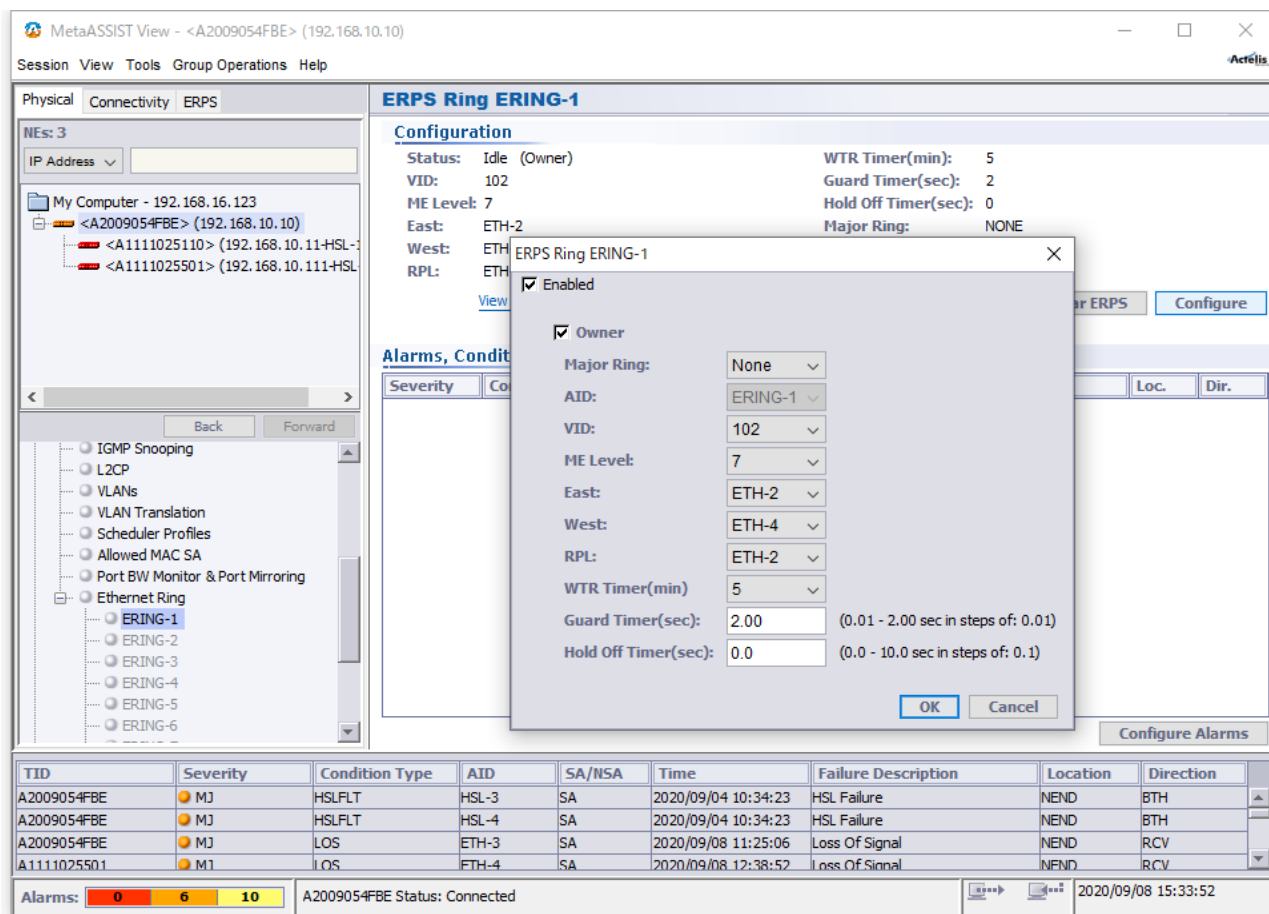 MetaASSIST View - <A2009054FBE> (192.168.10.10)
Session View Tools Group Operations Help
Actelis
Physical Connectivity ERPS
NEs: 3
IP Address
My Computer - 192.168.16.123
<A2009054FBE> (192.168.10.10)
<A1111025110> (192.168.10.11-HSL-1
<A1111025501> (192.168.10.111-HSL-
Back Forward
IGMP Snooping
L2CP
VLANs
VLAN Translation
Scheduler Profiles
Allowed MAC SA
Port BW Monitor & Port Mirroring
Ethernet Ring
ERING-1
ERING-2
ERING-3
ERING-4
ERING-5
ERING-6
ERPS Ring ERING-1
Configuration
Status: Idle (Owner) WTR Timer(min): 5
VID: 102 Guard Timer(sec): 2
ME Level: 7 Hold Off Timer(sec): 0
East: ETH-2 Major Ring: NONE
West: ETH
RPL: ETH
View
ar ERPS Configure
Alarms, Condit
Severity Co Loc. Dir.
ERPS Ring ERING-1
Enabled
Owner
Major Ring: None
AID: ERING-1
VID: 102
ME Level: 7
East: ETH-2
West: ETH-4
RPL: ETH-2
WTR Timer(min) 5
Guard Timer(sec): 2.00 (0.01 - 2.00 sec in steps of: 0.01)
Hold Off Timer(sec): 0.0 (0.0 - 10.0 sec in steps of: 0.1)
OK Cancel
Configure Alarms
TID Severity Condition Type AID SA/NSA Time Failure Description Location Direction
A2009054FBE MJ HSLFLT HSL-3 SA 2020/09/04 10:34:23 HSL Failure NEND BTH
A2009054FBE MJ HSLFLT HSL-4 SA 2020/09/04 10:34:23 HSL Failure NEND BTH
A2009054FBE MJ LOS ETH-3 SA 2020/09/08 11:25:06 Loss Of Signal NEND RCV
A1111025501 MJ LOS ETH-4 SA 2020/09/08 12:38:52 Loss Of Signal NEND RCV
Alarms: 0 6 10 A2009054FBE Status: Connected 2020/09/08 15:33:52